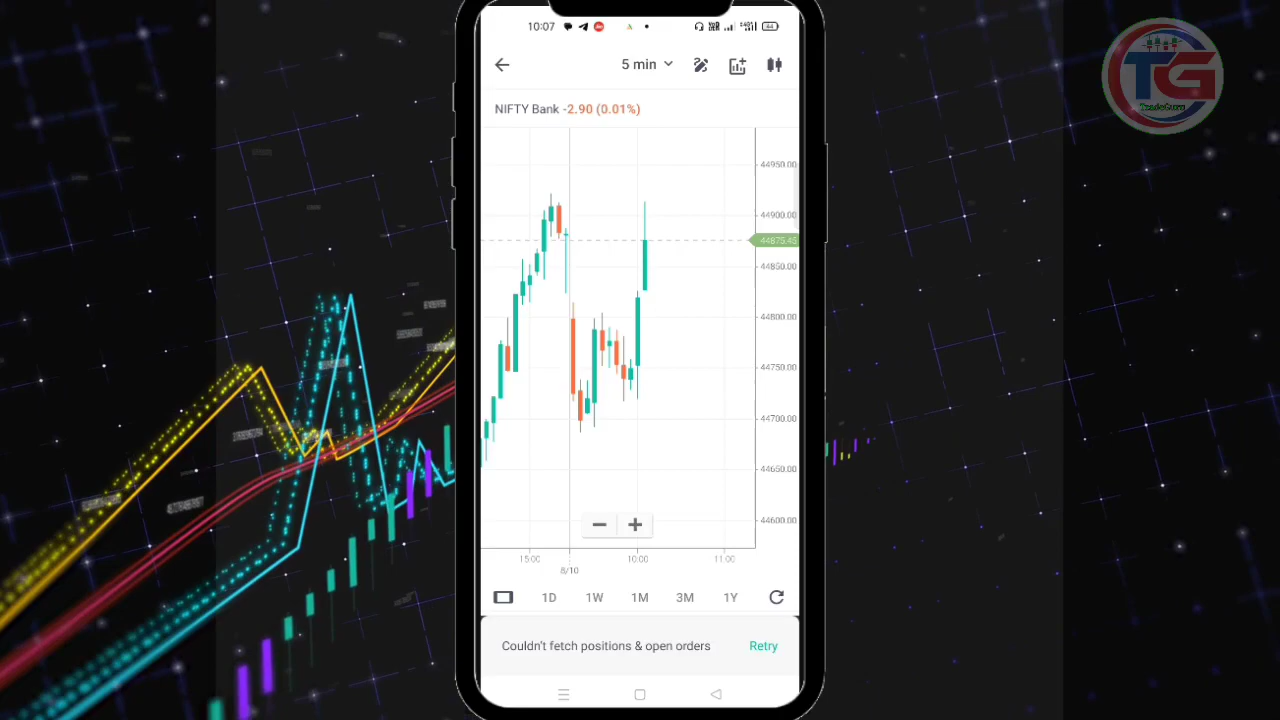 10:07
5 min
NIFTY Bank -2.90 (0.01%)
44950.00
44900.00
44875.45
44850.00
44800.00
44750.00
44700.00
44650.00
44600.00
15:00
10:00
11:00
8/10
1D
1W
1M
3M
1Y
Couldn't fetch positions & open orders
Retry
TG